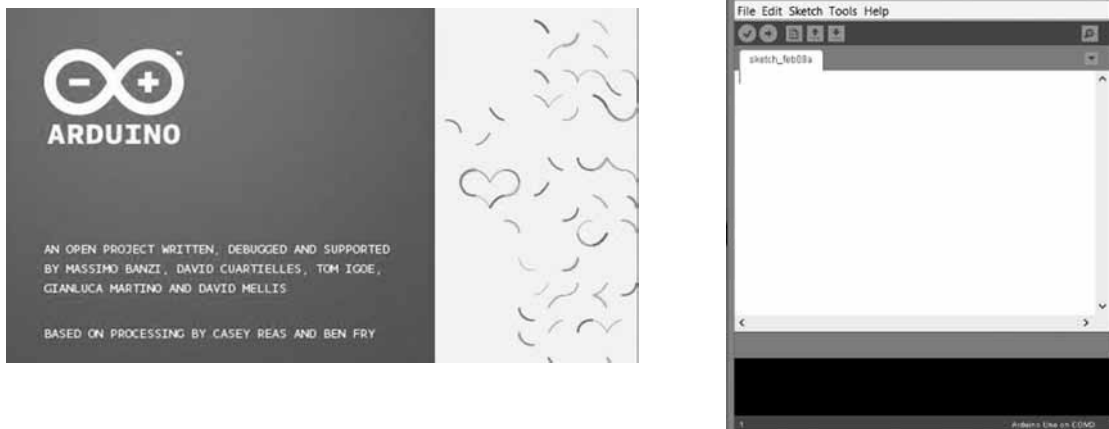 ARDUINO
AN OPEN PROJECT WRITTEN, DEBUGGED AND SUPPORTED
BY MASSIMO BANZI, DAVID CUARTIELLES, TOM IGOE,
GIANLUCA MARTINO AND DAVID MELLIS
BASED ON PROCESSING BY CASEY REAS AND BEN FRY
File Edit Sketch Tools Help
sketch_feb08a
1
Arduino Uno on